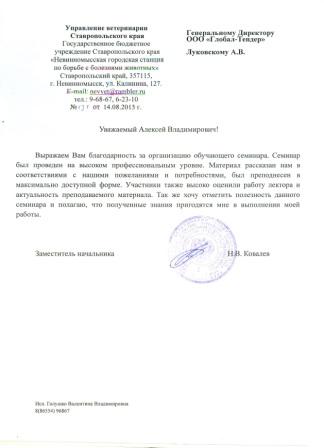 Управление ветеринарии
Ставропольского края
Государственное бюджетное
учреждение Ставропольского края
«Невинномысская городская станция
по борьбе с болезнями животных»
Ставропольский край, 357115,
г. Невинномысск, ул. Калинина, 127.
E-mail: nevvet@rambler.ru
тел.: 9-68-67, 6-23-10
№ от 14.08.2015 г.
Генеральному Директору
ООО «Глобал-Тендер»
Луковскому А.В.
Уважаемый Алексей Владимирович!
Выражаем Вам благодарность за организацию обучающего семинара. Семинар
был проведен на высоком профессиональным уровне. Материал рассказан нам в
соответствиями с нашими пожеланиями и потребностями, был преподнесен в
максимально доступной форме. Участники также высоко оценили работу лектора и
актуальность преподаваемого материала. Так же хочу отметить полезность данного
семинара и полагаю, что полученные знания пригодятся мне в выполнении моей
работы.
Заместитель начальника
Н.В. Ковалев
Исп. Голушко Валентина Владимировна
8(86554) 96867